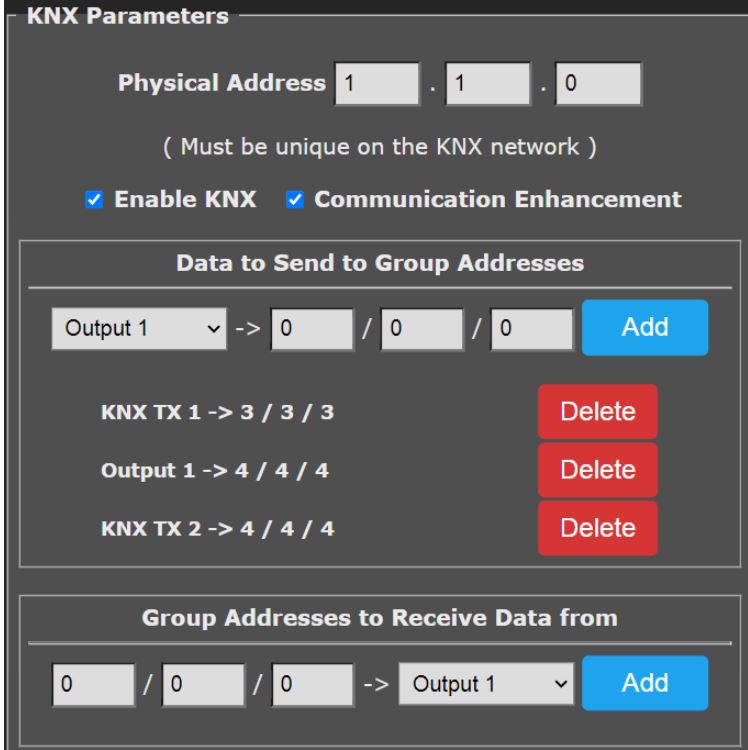 KNX Parameters
Physical Address 1 . 1 . 0
( Must be unique on the KNX network )
Enable KNX Communication Enhancement
Data to Send to Group Addresses
Output 1 -> 0 / 0 / 0 Add
KNX TX 1 -> 3 / 3 / 3 Delete
Output 1 -> 4 / 4 / 4 Delete
KNX TX 2 -> 4 / 4 / 4 Delete
Group Addresses to Receive Data from
0 / 0 / 0 -> Output 1 Add